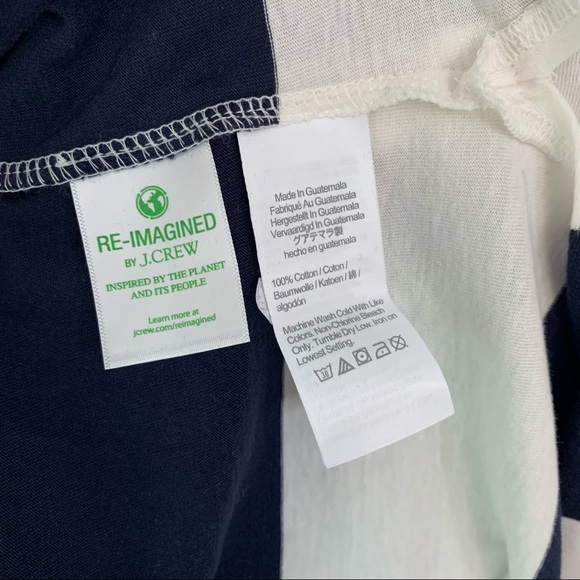 RE-IMAGINED
BY J.CREW
INSPIRED BY THE PLANET
AND ITS PEOPLE
Learn more at
jcrew.com/reimagined
Made In Guatemala
Fabriqué Au Guatemala
Hergestellt In Guatemala
Vervaardigd In Guatemala
グアテマラ製
hecho en guatemala
100% Cotton / Coton /
Baumwolle / Katoen / 綿 /
algodón
Machine Wash Cold With Like
Colors. Non-Chlorine Bleach
Only. Tumble Dry Low. Iron on
Lowest Setting.
30